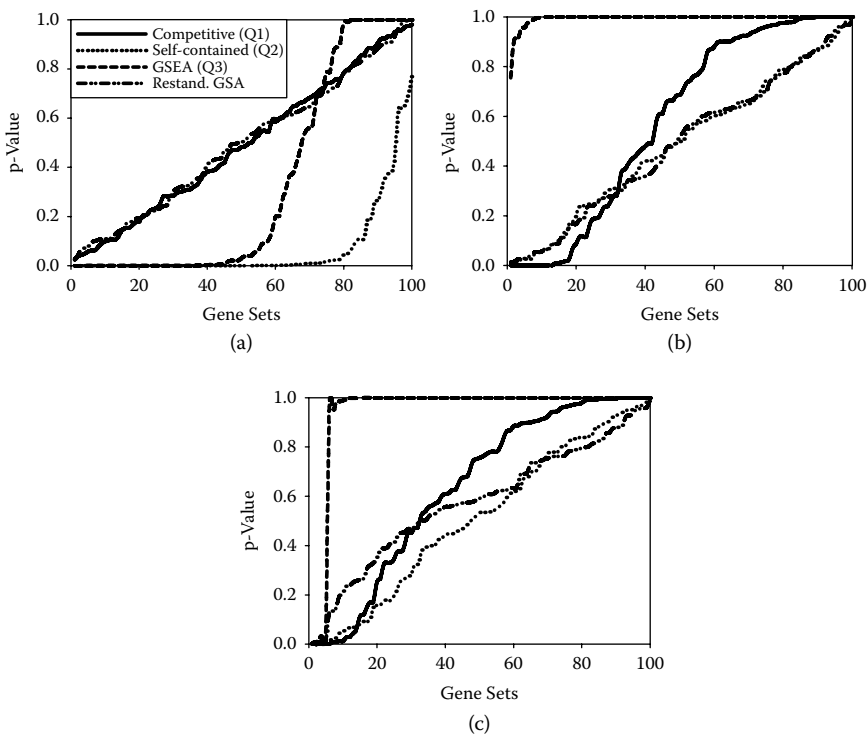 1.0
0.8
0.6
0.4
0.2
0.0
p-Value
Competitive (Q1)
Self-contained (Q2)
GSEA (Q3)
Restand. GSA
0 20 40 60 80 100
Gene Sets
(a)
1.0
0.8
0.6
0.4
0.2
0.0
p-Value
0 20 40 60 80 100
Gene Sets
(b)
1.0
0.8
0.6
0.4
0.2
0.0
p-Value
0 20 40 60 80 100
Gene Sets
(c)